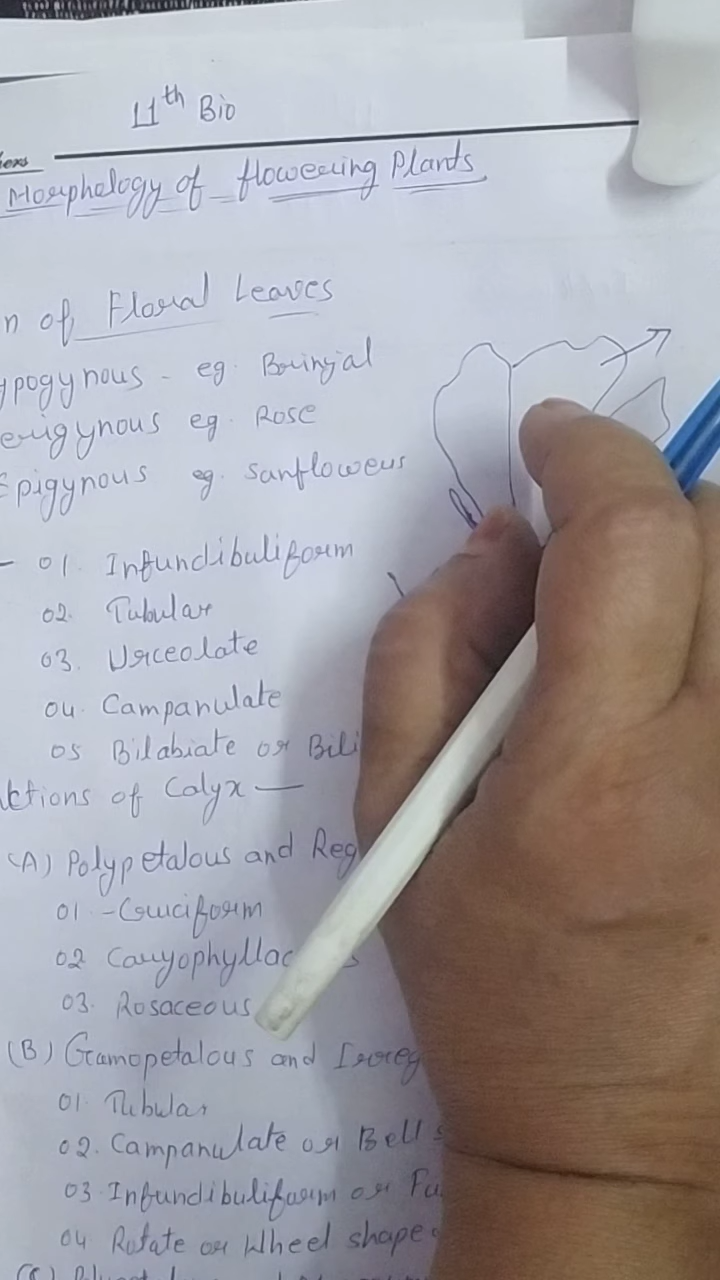 11th Bio
Morphology of flowering Plants
n of Floral Leaves
ypogynous - eg. Brinjal
erigynous eg. Rose
Epigynous eg. Sanflowers
01. Infundibuliform
02. Tubular
03. Urceolate
04. Campanulate
05 Bilabiate or Bili
ctions of Calyx —
(A) Polypetalous and Reg
01 - Cruciform
02 Caryophyllac
03. Rosaceous
(B) Gamopetalous and Irreg
01. Tubular
02. Campanulate or Bell s
03. Infundibuliform or Fu
04 Rotate or Wheel shape